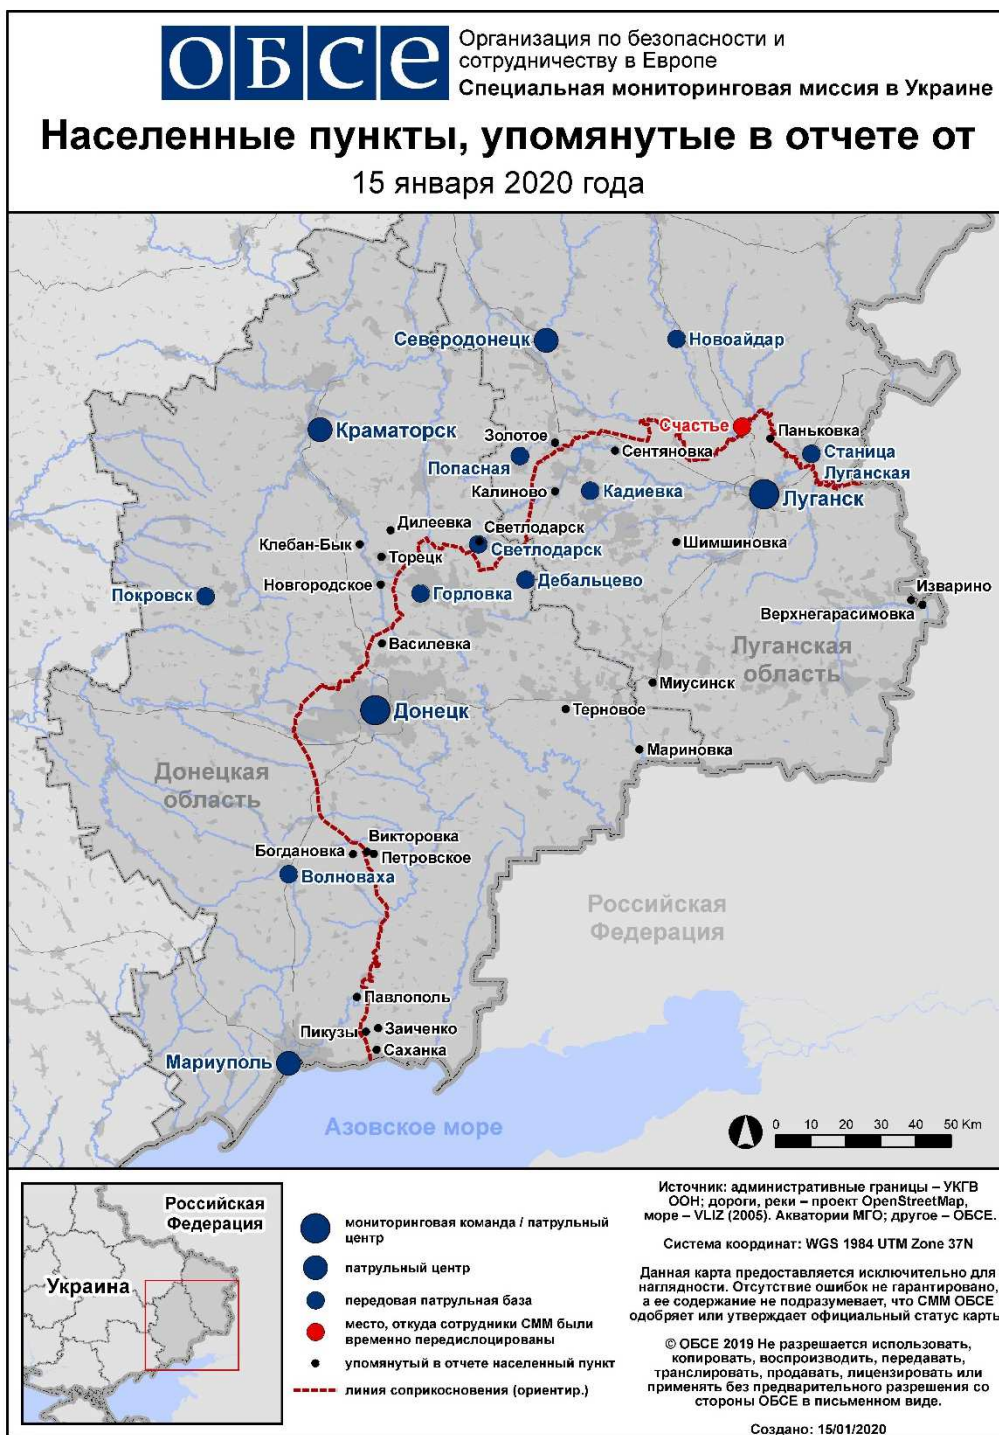 ОБСЕ
Организация по безопасности и
сотрудничеству в Европе
Специальная мониторинговая миссия в Украине
Населенные пункты, упомянутые в отчете от
15 января 2020 года
Северодонецк
Новоайдар
Краматорск
Счастье
Золотое
Паньковка
Сентяновка
Станица
Луганская
Попасная
Калиново
Кадиевка
Луганск
Дилеевка
Светлодарск
Клебан-Бык
Светлодарск
Шимшиновка
Торецк
Новгородское
Дебальцево
Покровск
Горловка
Изварино
Верхнегарасимовка
Василевка
Луганская
область
Миусинск
Донецк
Терновое
Мариновка
Донецкая
область
Викторовка
Богдановка
Петровское
Волноваха
Российская
Федерация
Павлополь
Пикузы
Заиченко
Саханка
Мариуполь
Азовское море
0 10 20 30 40 50 Km
Российская
Федерация
Украина
мониторинговая команда / патрульный
центр
патрульный центр
передовая патрульная база
место, откуда сотрудники СММ были
временно передислоцированы
упомянутый в отчете населенный пункт
линия соприкосновения (ориентир.)
Источник: административные границы – УКГВ
ООН; дороги, реки – проект OpenStreetMap,
море – VLIZ (2005). Акватории МГО; другое – ОБСЕ.
Система координат: WGS 1984 UTM Zone 37N
Данная карта предоставляется исключительно для
наглядности. Отсутствие ошибок не гарантировано,
а ее содержание не подразумевает, что СММ ОБСЕ
одобряет или утверждает официальный статус карты
© ОБСЕ 2019 Не разрешается использовать,
копировать, воспроизводить, передавать,
транслировать, продавать, лицензировать или
применять без предварительного разрешения со
стороны ОБСЕ в письменном виде.
Создано: 15/01/2020